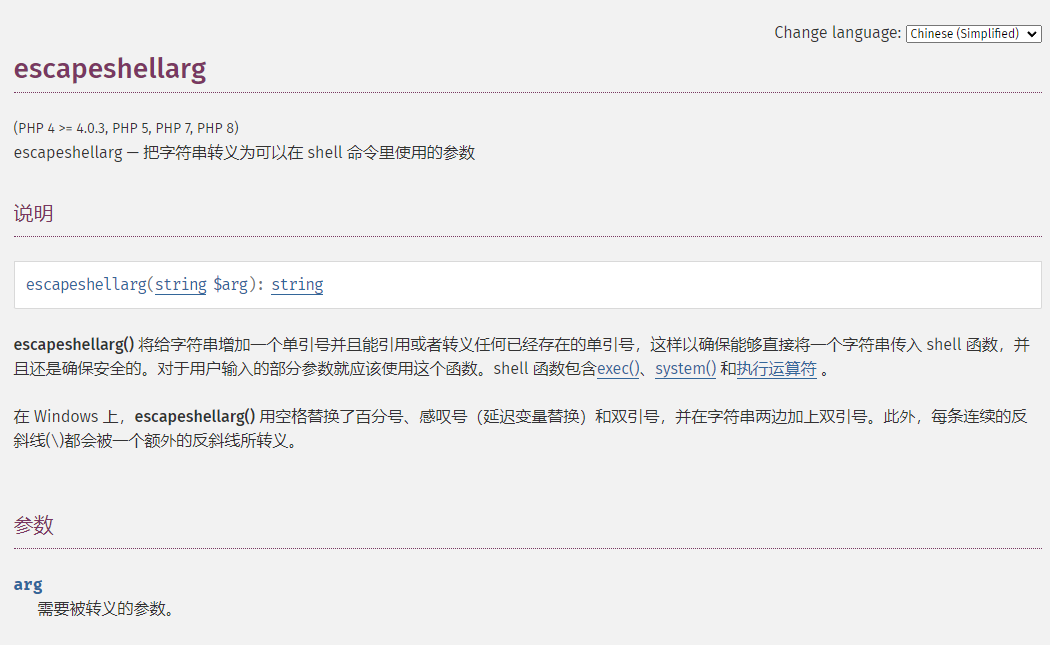 Change language: Chinese (Simplified)
escapeshellarg
(PHP 4 >= 4.0.3, PHP 5, PHP 7, PHP 8)
escapeshellarg — 把字符串转义为可以在 shell 命令里使用的参数
说明
escapeshellarg(string $arg): string
escapeshellarg() 将给字符串增加一个单引号并且能引用或者转义任何已经存在的单引号，这样以确保能够直接将一个字符串传入 shell 函数，并
且还是确保安全的。对于用户输入的部分参数就应该使用这个函数。shell 函数包含exec()、system() 和执行运算符 。
在 Windows 上，escapeshellarg() 用空格替换了百分号、感叹号（延迟变量替换）和双引号，并在字符串两边加上双引号。此外，每条连续的反
斜线(\)都会被一个额外的反斜线所转义。
参数
arg
需要被转义的参数。